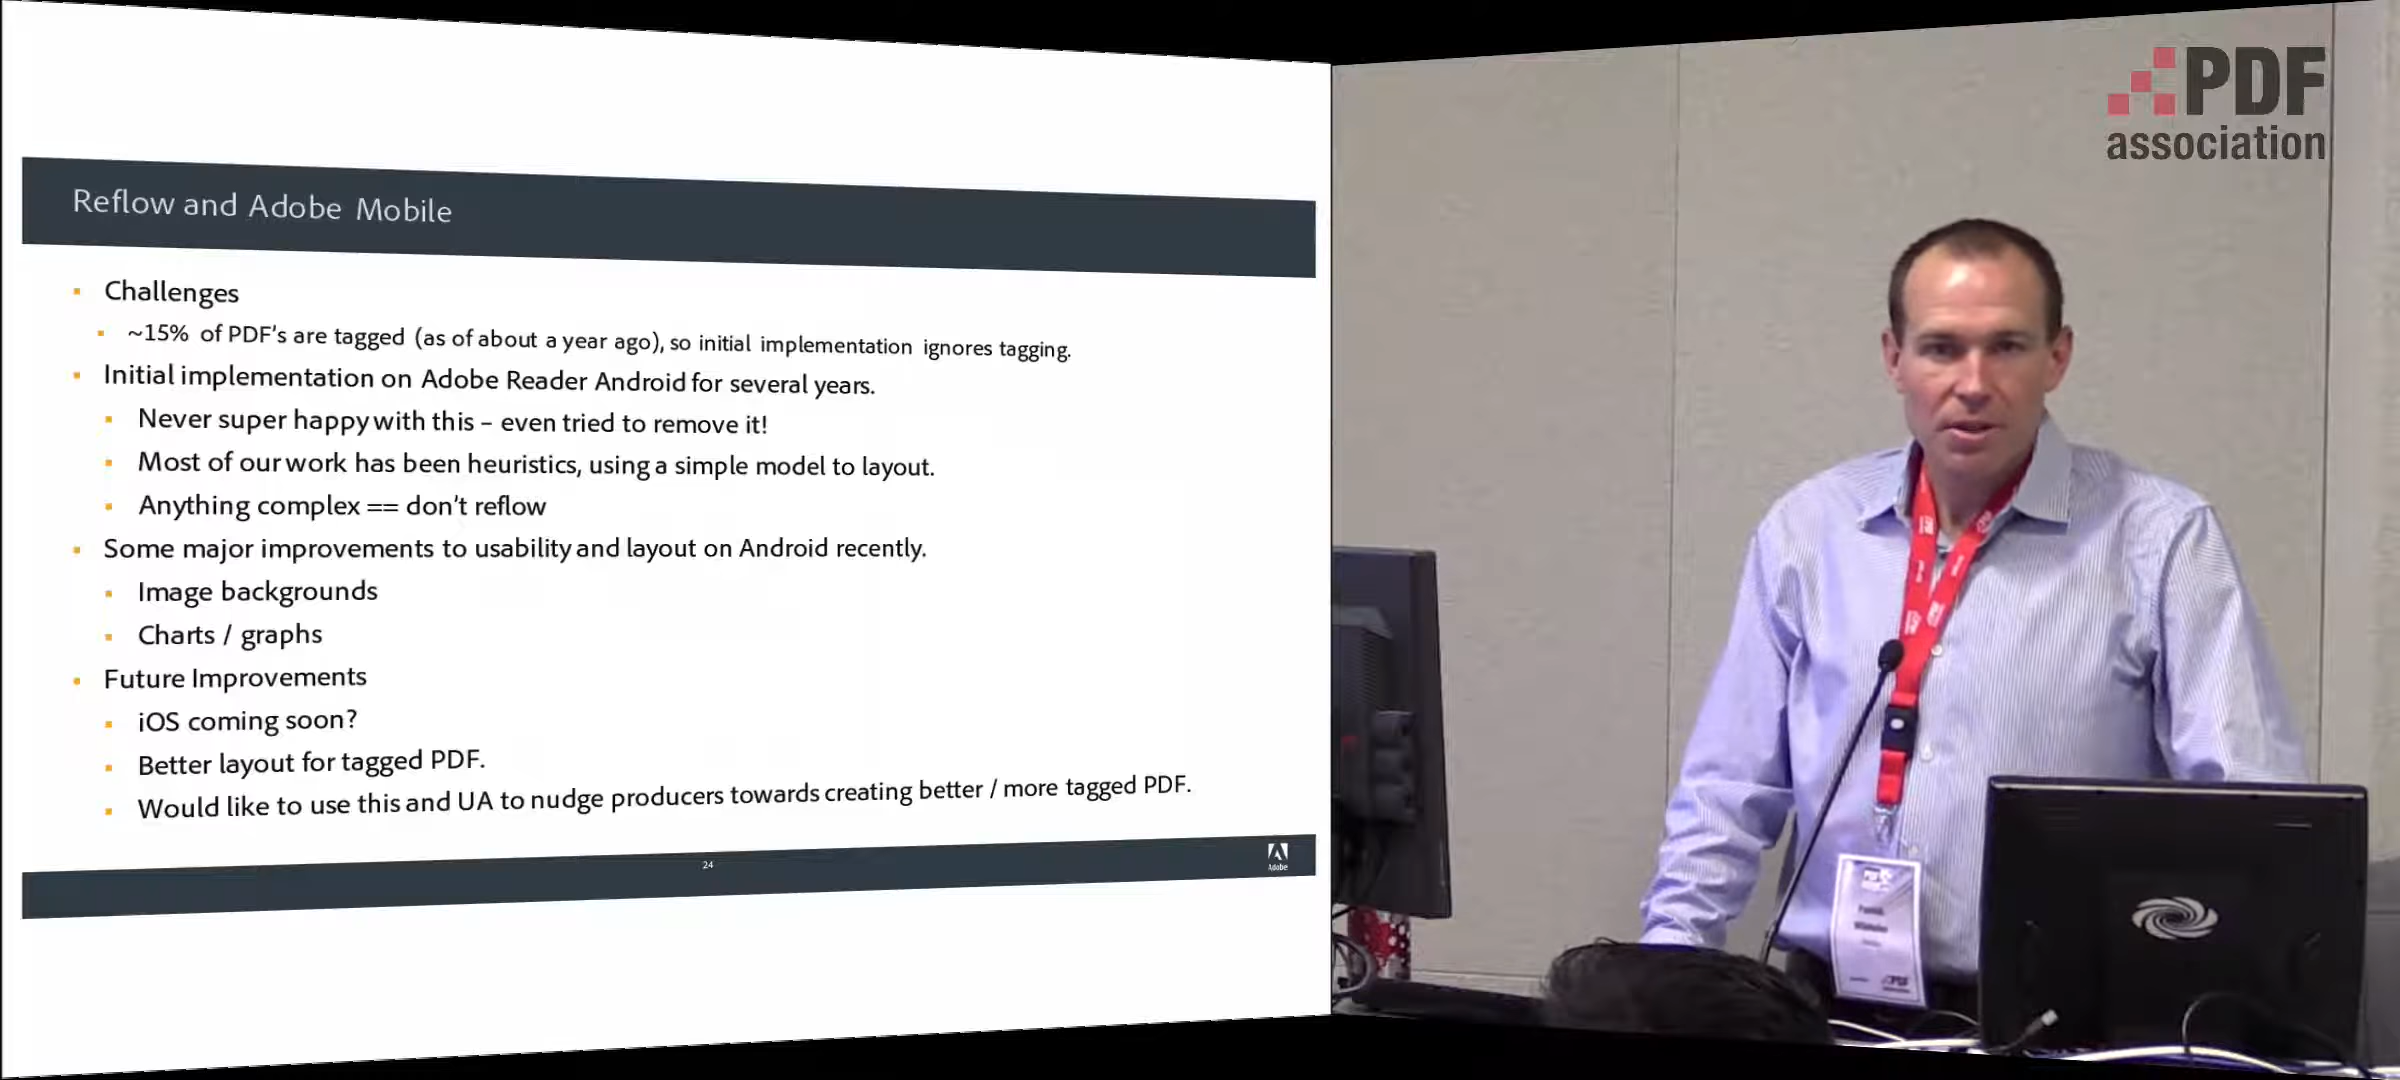 Reflow and Adobe Mobile
Challenges
~15% of PDF's are tagged (as of about a year ago), so initial implementation ignores tagging.
Initial implementation on Adobe Reader Android for several years.
Never super happy with this – even tried to remove it!
Most of our work has been heuristics, using a simple model to layout.
Anything complex == don't reflow
Some major improvements to usability and layout on Android recently.
Image backgrounds
Charts / graphs
Future Improvements
iOS coming soon?
Better layout for tagged PDF.
Would like to use this and UA to nudge producers towards creating better / more tagged PDF.
24
Adobe
PDF
association
PDF